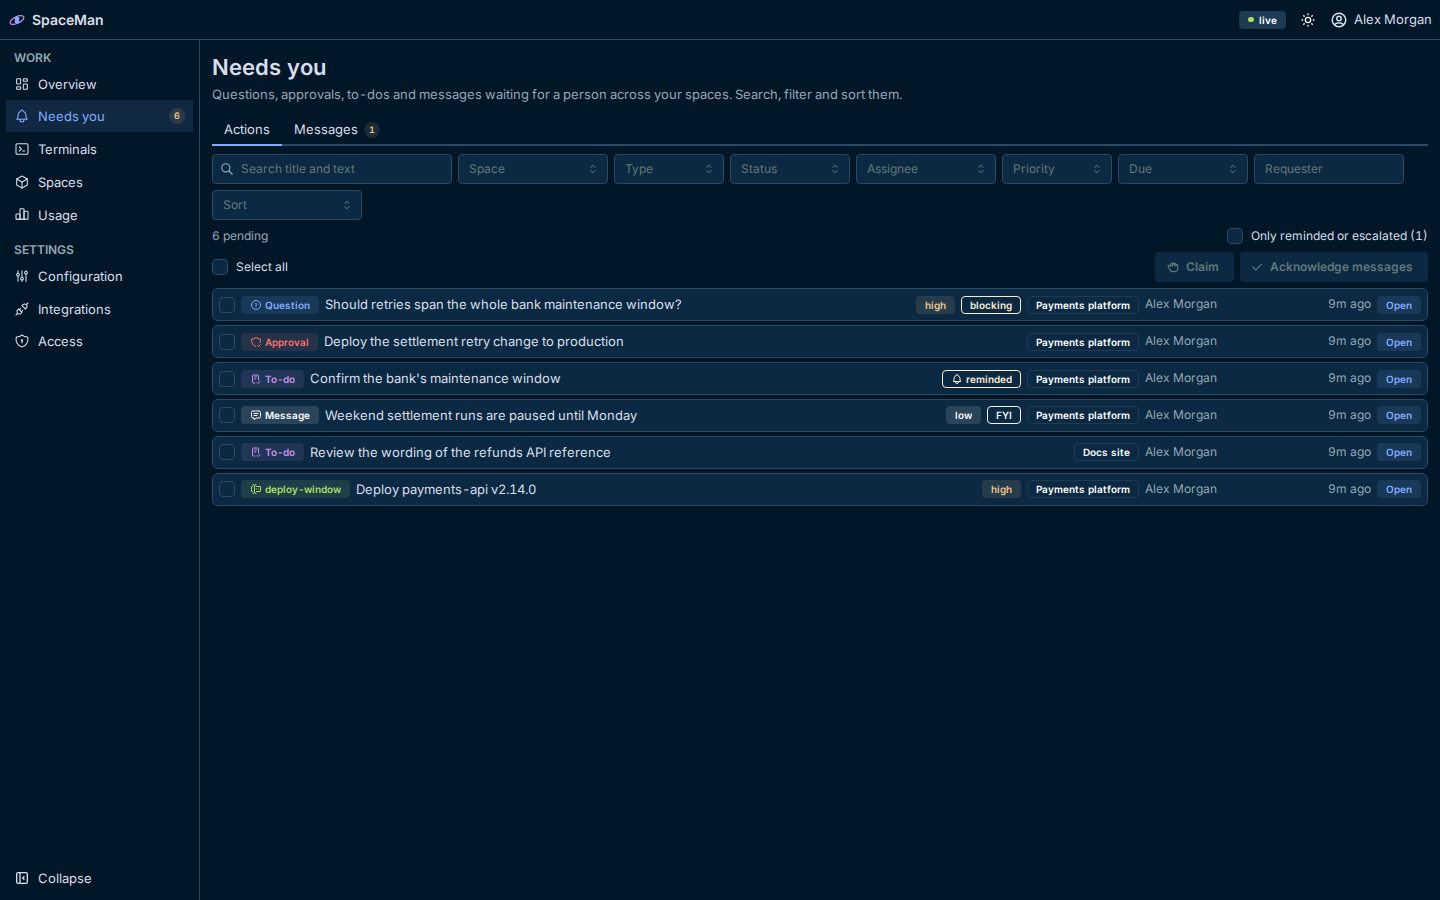 SpaceMan
live
Alex Morgan
WORK
Overview
Needs you
6
Terminals
Spaces
Usage
SETTINGS
Configuration
Integrations
Access
Collapse
Needs you
Questions, approvals, to-dos and messages waiting for a person across your spaces. Search, filter and sort them.
Actions
Messages 1
Search title and text
Space
Type
Status
Assignee
Priority
Due
Requester
Sort
6 pending
Only reminded or escalated (1)
Select all
Claim
Acknowledge messages
Question Should retries span the whole bank maintenance window? high blocking Payments platform Alex Morgan 9m ago Open
Approval Deploy the settlement retry change to production Payments platform Alex Morgan 9m ago Open
To-do Confirm the bank's maintenance window reminded Payments platform Alex Morgan 9m ago Open
Message Weekend settlement runs are paused until Monday low FYI Payments platform Alex Morgan 9m ago Open
To-do Review the wording of the refunds API reference Docs site Alex Morgan 9m ago Open
deploy-window Deploy payments-api v2.14.0 high Payments platform Alex Morgan 9m ago Open